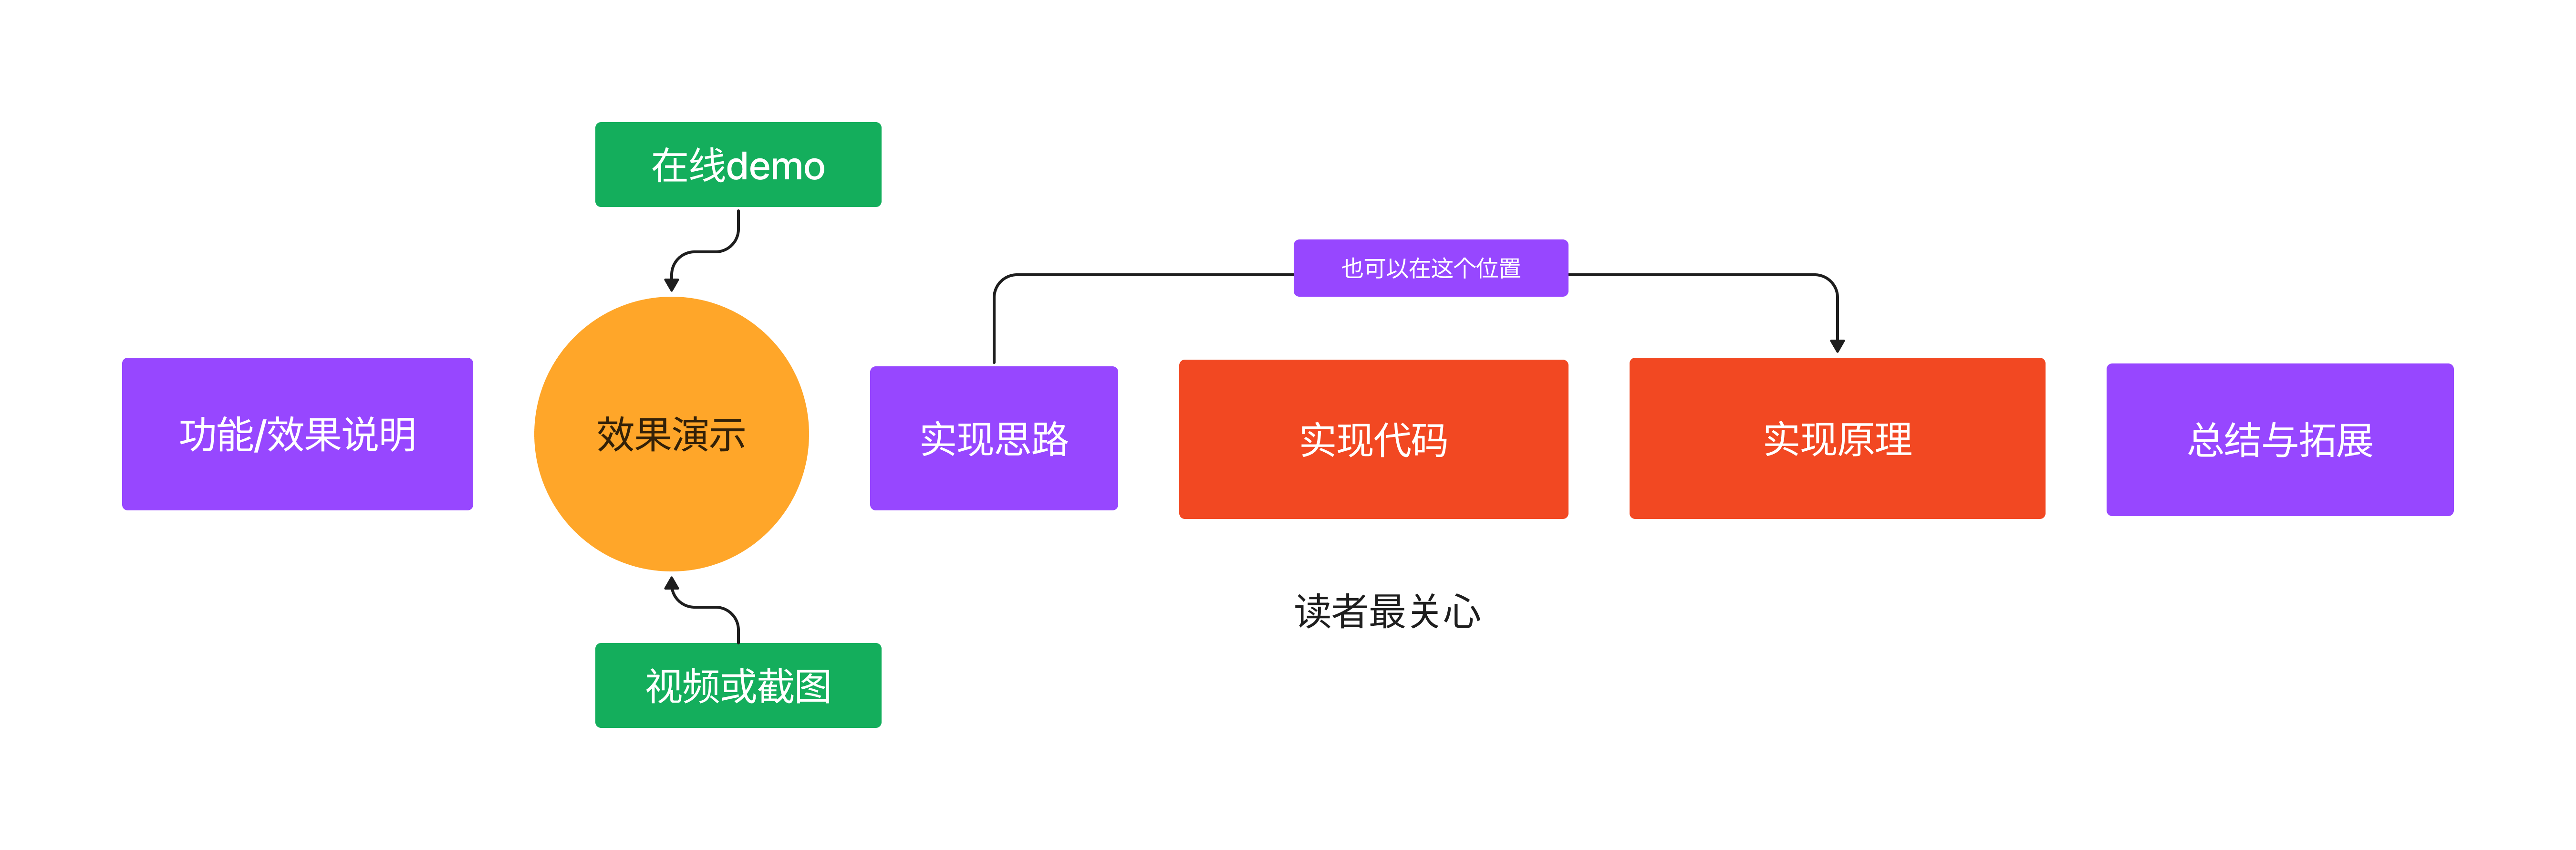 在线demo
也可以在这个位置
功能/效果说明
效果演示
实现思路
实现代码
实现原理
总结与拓展
读者最关心
视频或截图